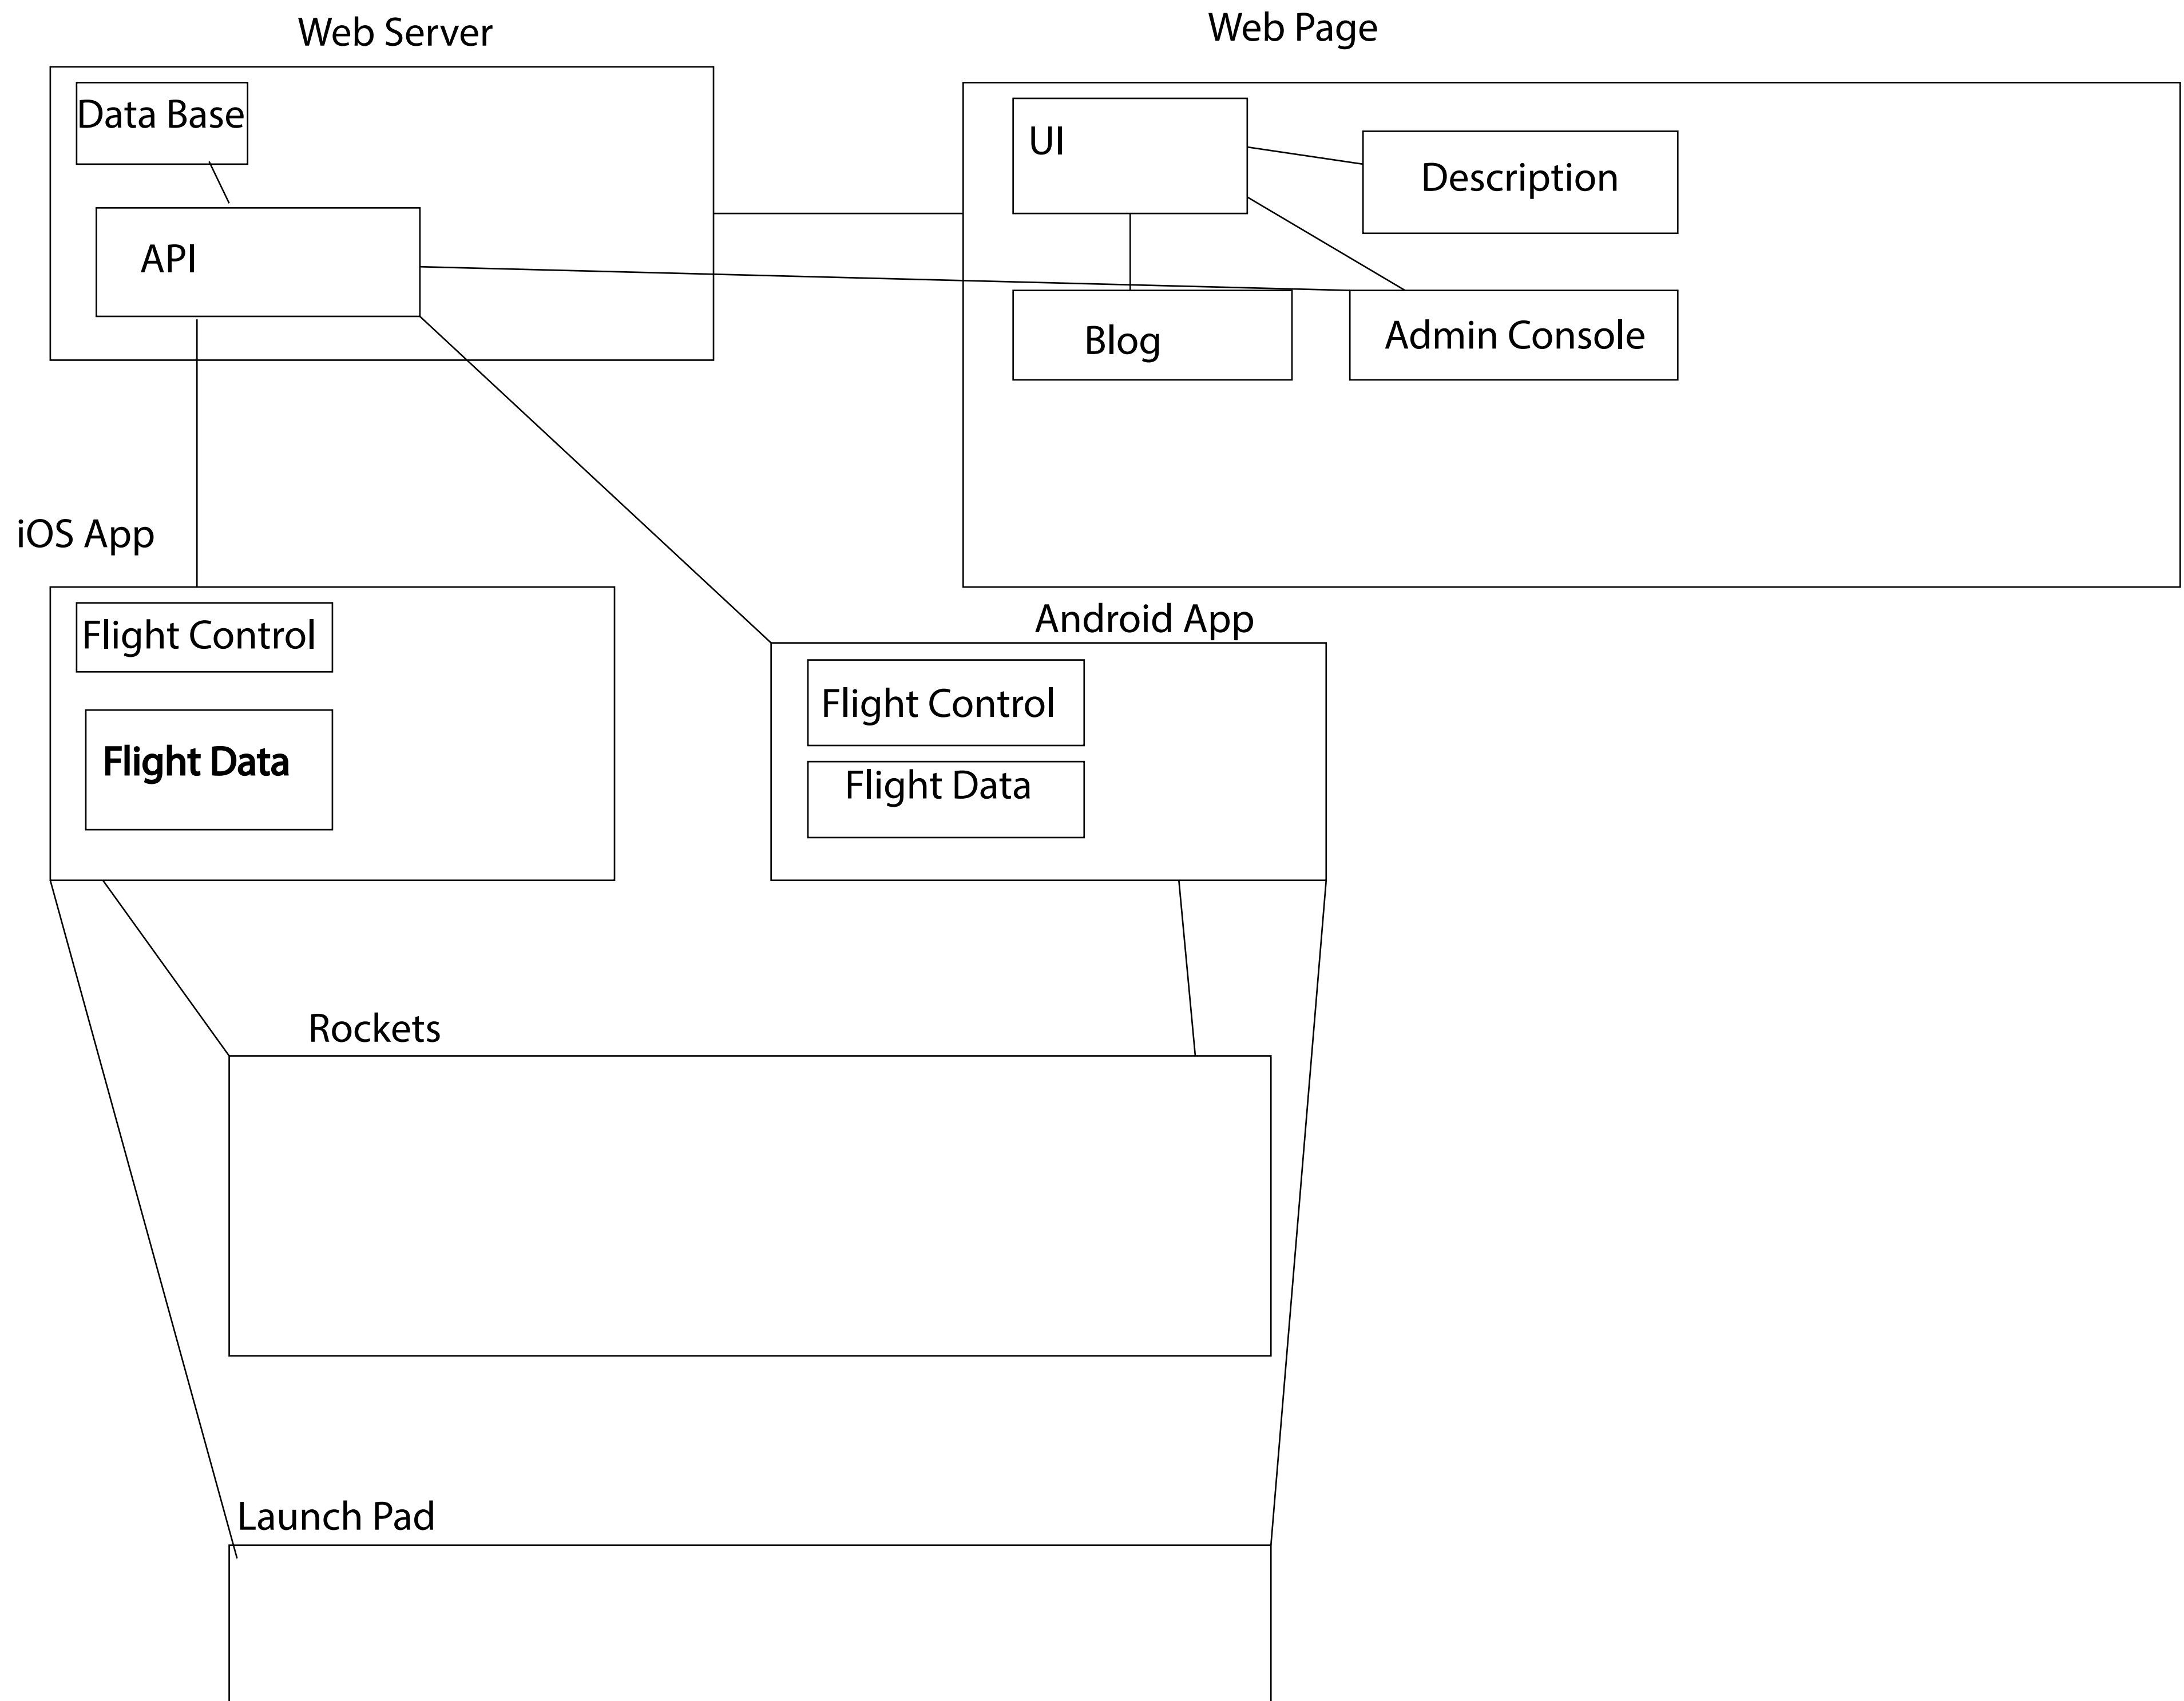 Web Server
Web Page
Data Base
UI
Description
API
Blog
Admin Console
iOS App
Flight Control
Flight Data
Android App
Flight Control
Flight Data
Rockets
Launch Pad